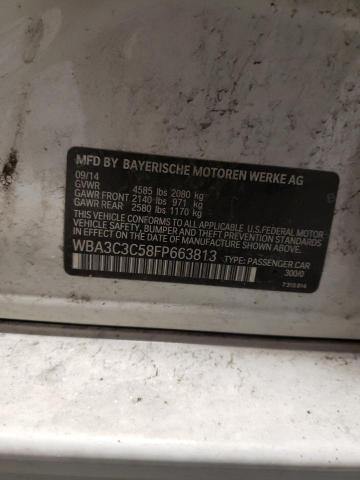 MFD BY BAYERISCHE MOTOREN WERKE AG
09/14
GVWR 4585 lbs 2080 kg
GAWR FRONT 2140 lbs 971 kg
GAWR REAR 2580 lbs 1170 kg
THIS VEHICLE CONFORMS TO ALL APPLICABLE U.S. FEDERAL MOTOR
VEHICLE SAFETY, BUMPER, AND THEFT PREVENTION STANDARDS IN
EFFECT ON THE DATE OF MANUFACTURE SHOWN ABOVE.
WBA3C3C58FP663813 TYPE: PASSENGER CAR
300/0